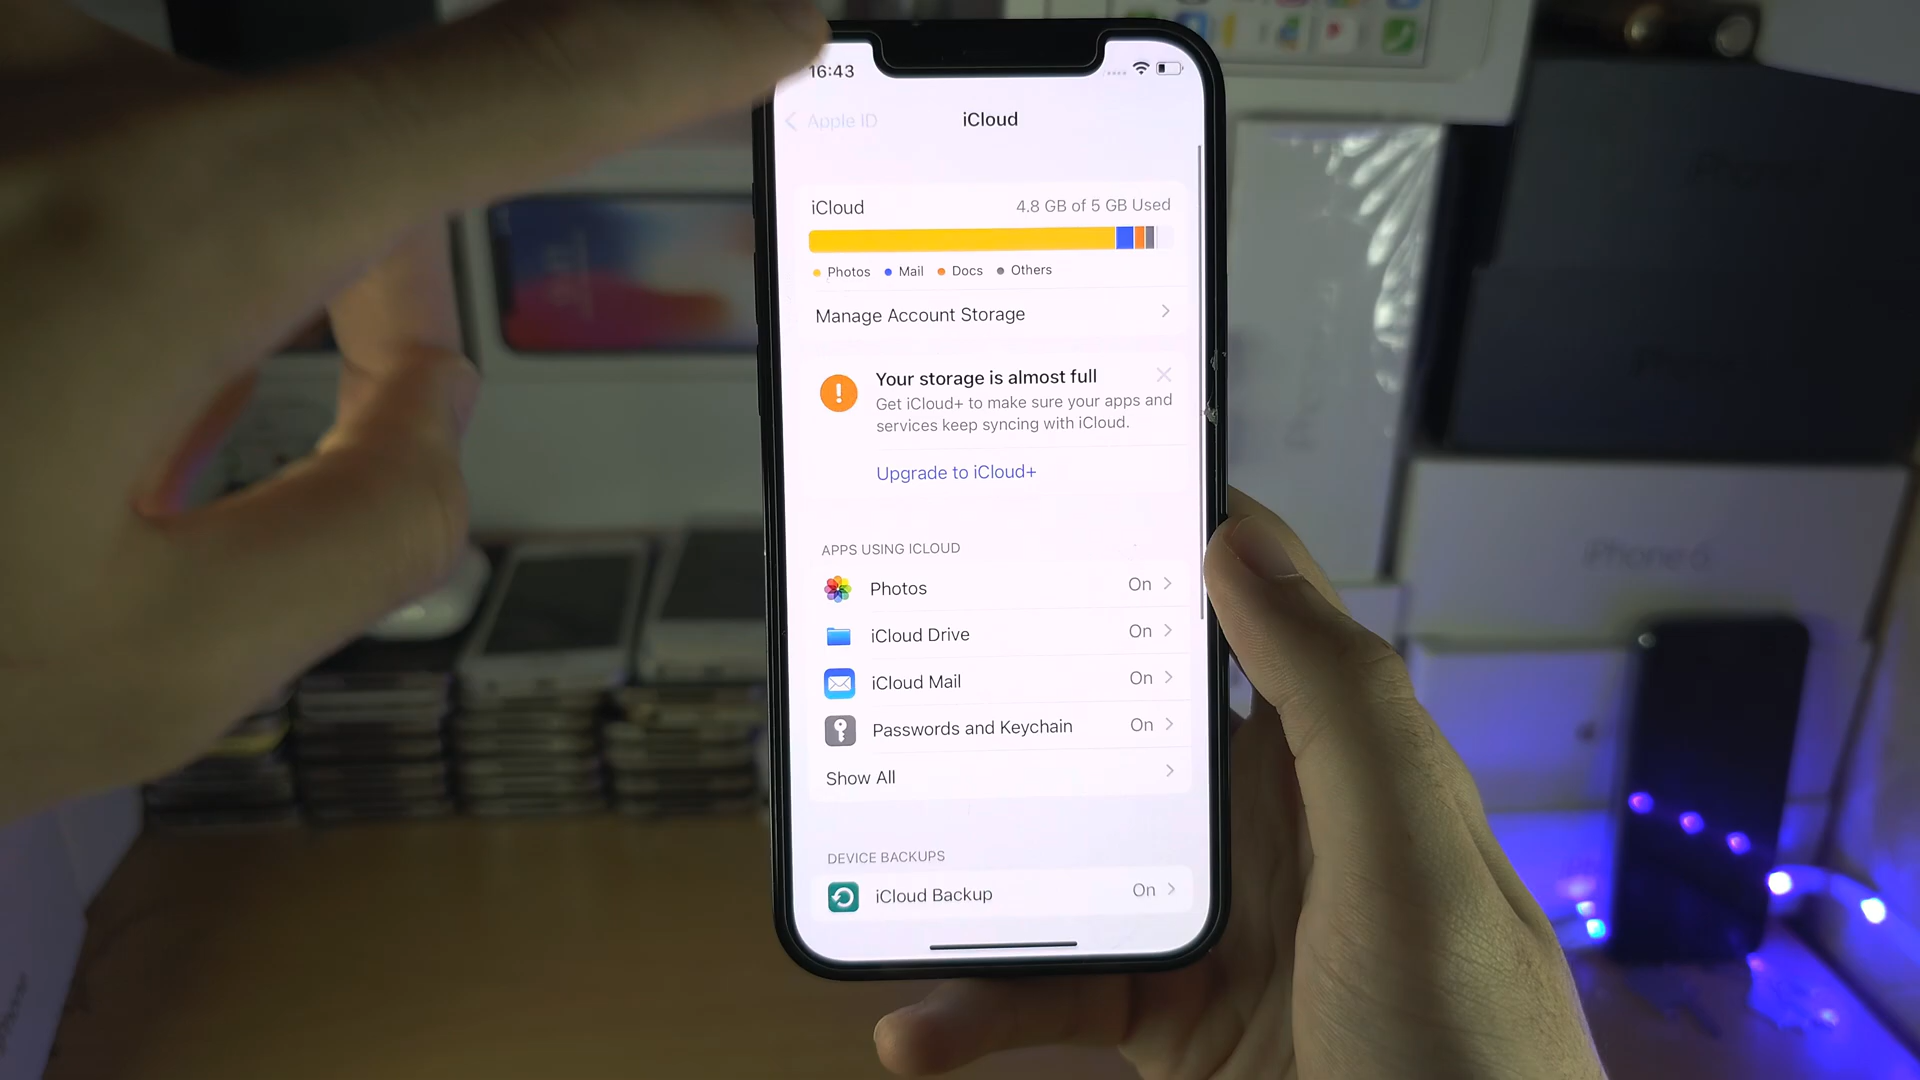 16:43
Apple ID
iCloud
iCloud
4.8 GB of 5 GB Used
Photos Mail Docs Others
Manage Account Storage
Your storage is almost full
Get iCloud+ to make sure your apps and
services keep syncing with iCloud.
Upgrade to iCloud+
APPS USING ICLOUD
Photos On
iCloud Drive On
iCloud Mail On
Passwords and Keychain On
Show All
DEVICE BACKUPS
iCloud Backup On
iPhone 6